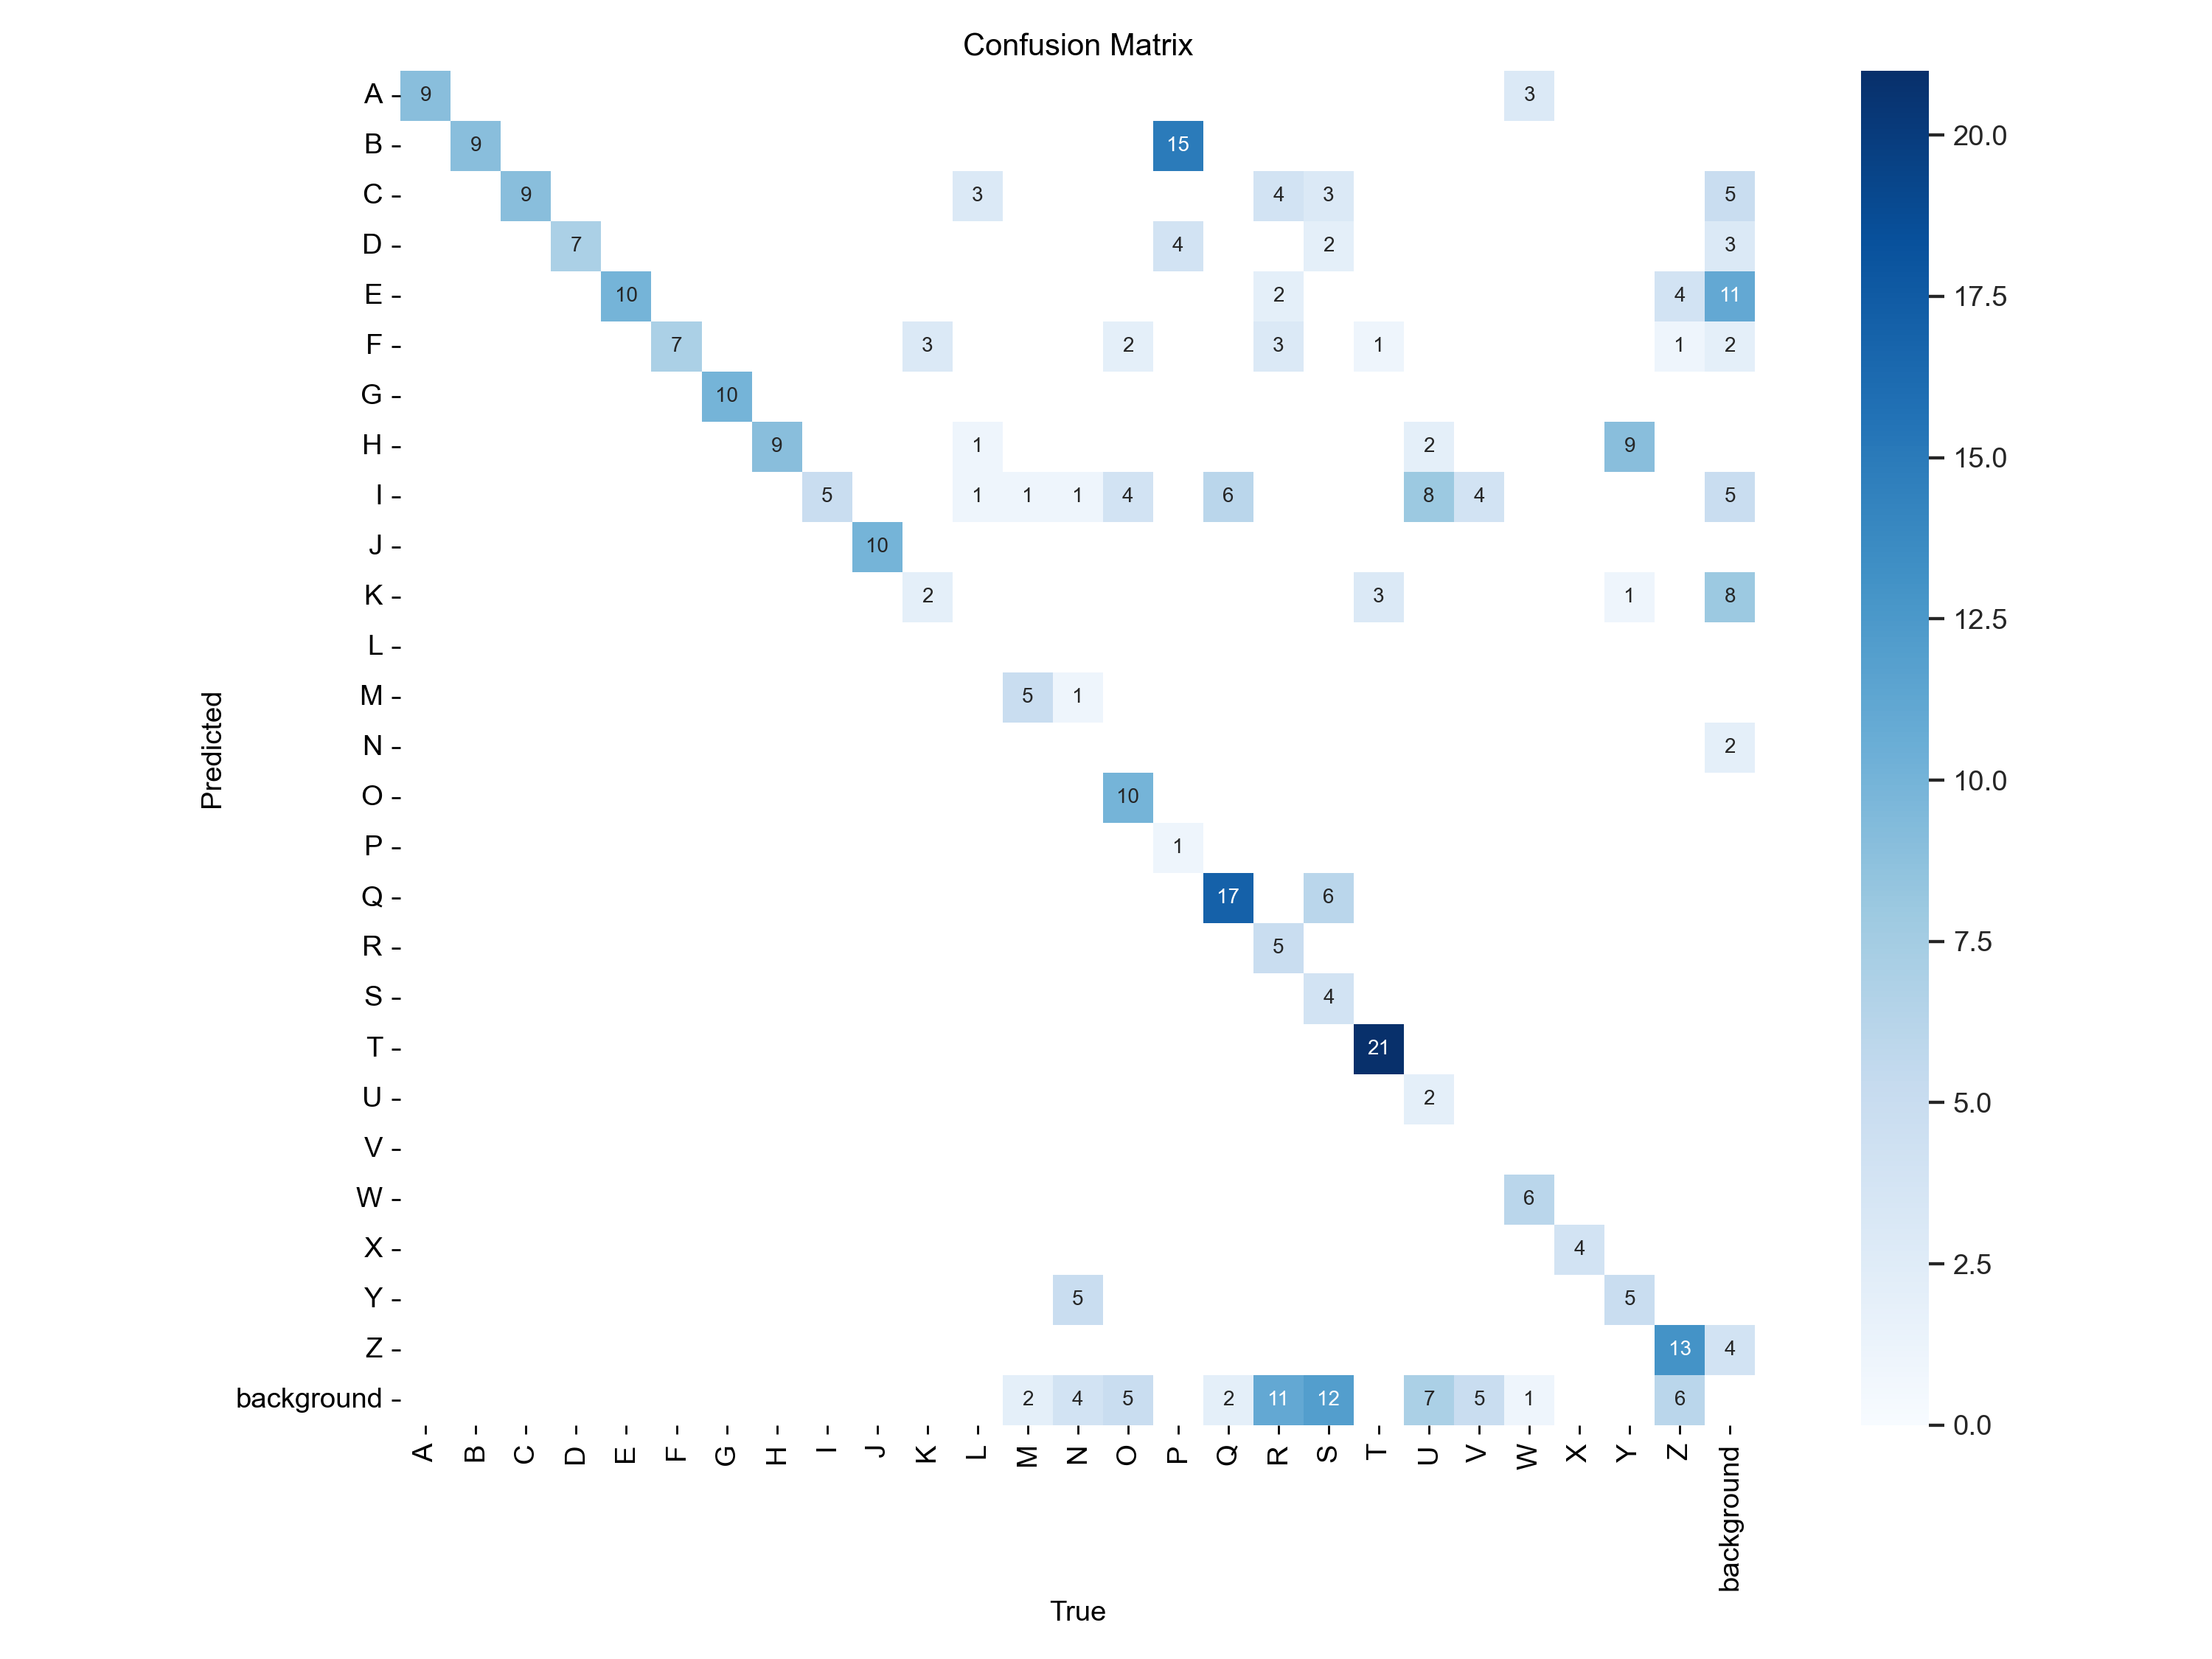 Confusion Matrix
A 9 3
B 9 15
C 9 3 4 3 5
D 7 4 2 3
E 10 2 4 11
F 7 3 2 3 1 1 2
G 10
H 9 1 2 9
I 5 1 1 1 4 6 8 4 5
J 10
K 2 3 1 8
L
M 5 1
N 2
O 10
P 1
Q 17 6
R 5
S 4
T 21
U 2
V
W 6
X 4
Y 5 5
Z 13 4
background 2 4 5 2 11 12 7 5 1 6
A B C D E F G H I J K L M N O P Q R S T U V W X Y Z background
True
Predicted
20.0
17.5
15.0
12.5
10.0
7.5
5.0
2.5
0.0